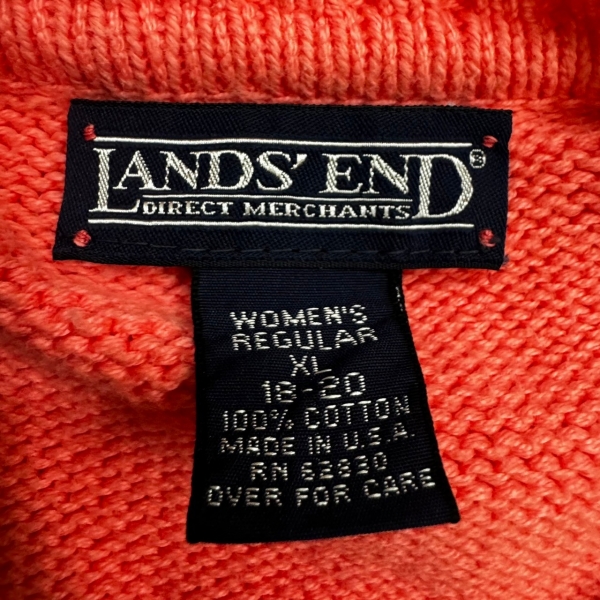 LANDS' END®
DIRECT MERCHANTS
WOMEN'S
REGULAR
XL
18-20
100% COTTON
MADE IN U.S.A.
RN 62830
OVER FOR CARE